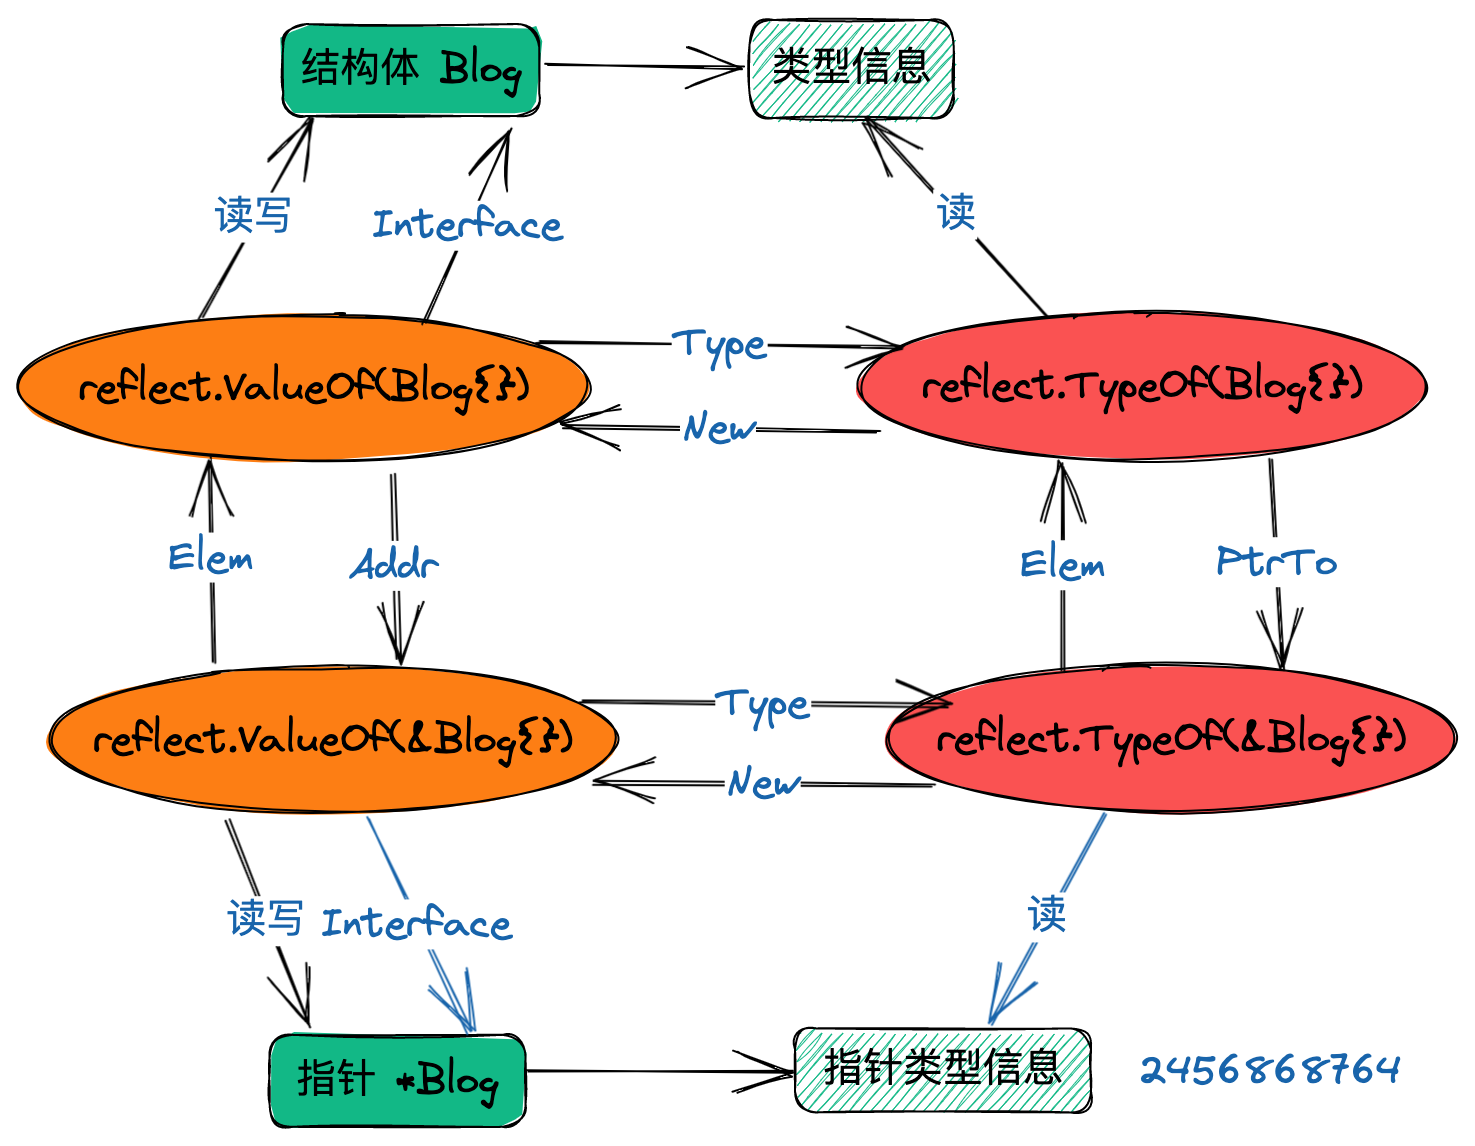 结构体 Blog
类型信息
读写
Interface
读
reflect.ValueOf(Blog{})
Type
New
reflect.TypeOf(Blog{})
Elem
Addr
Elem
PtrTo
reflect.ValueOf(&Blog{})
Type
New
reflect.TypeOf(&Blog{})
读写
Interface
读
指针 *Blog
指针类型信息
2456868764